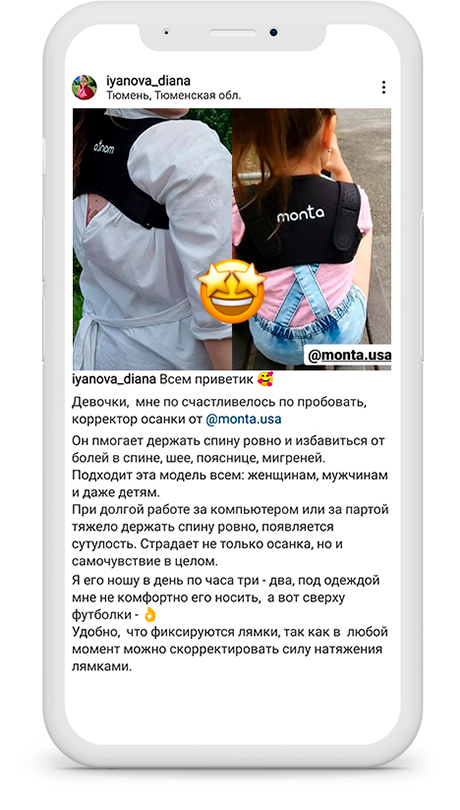 iyanova_diana
Тюмень, Тюменская обл.
monta
monta
@monta.usa
iyanova_diana Всем приветик 🥰
Девочки, мне по счастливелось по пробовать,
корректор осанки от @monta.usa
Он пмогает держать спину ровно и избавиться от
болей в спине, шее, пояснице, мигреней.
Подходит эта модель всем: женщинам, мужчинам
и даже детям.
При долгой работе за компьютером или за партой
тяжело держать спину ровно, появляется
сутулость. Страдает не только осанка, но и
самочувствие в целом.
Я его ношу в день по часа три - два, под одеждой
мне не комфортно его носить, а вот сверху
футболки - 👌
Удобно, что фиксируются лямки, так как в любой
момент можно скорректировать силу натяжения
лямками.